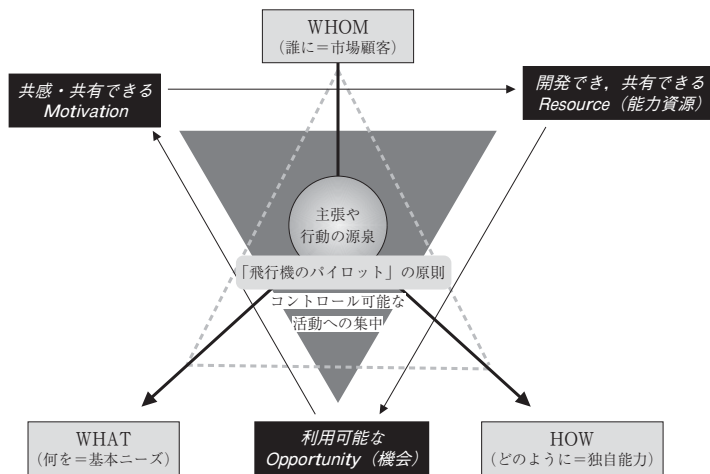 WHOM
（誰に＝市場顧客）
共感・共有できる
Motivation
開発でき，共有できる
Resource（能力資源）
主張や
行動の源泉
「飛行機のパイロット」の原則
コントロール可能な
活動への集中
WHAT
（何を＝基本ニーズ）
利用可能な
Opportunity（機会）
HOW
（どのように＝独自能力）